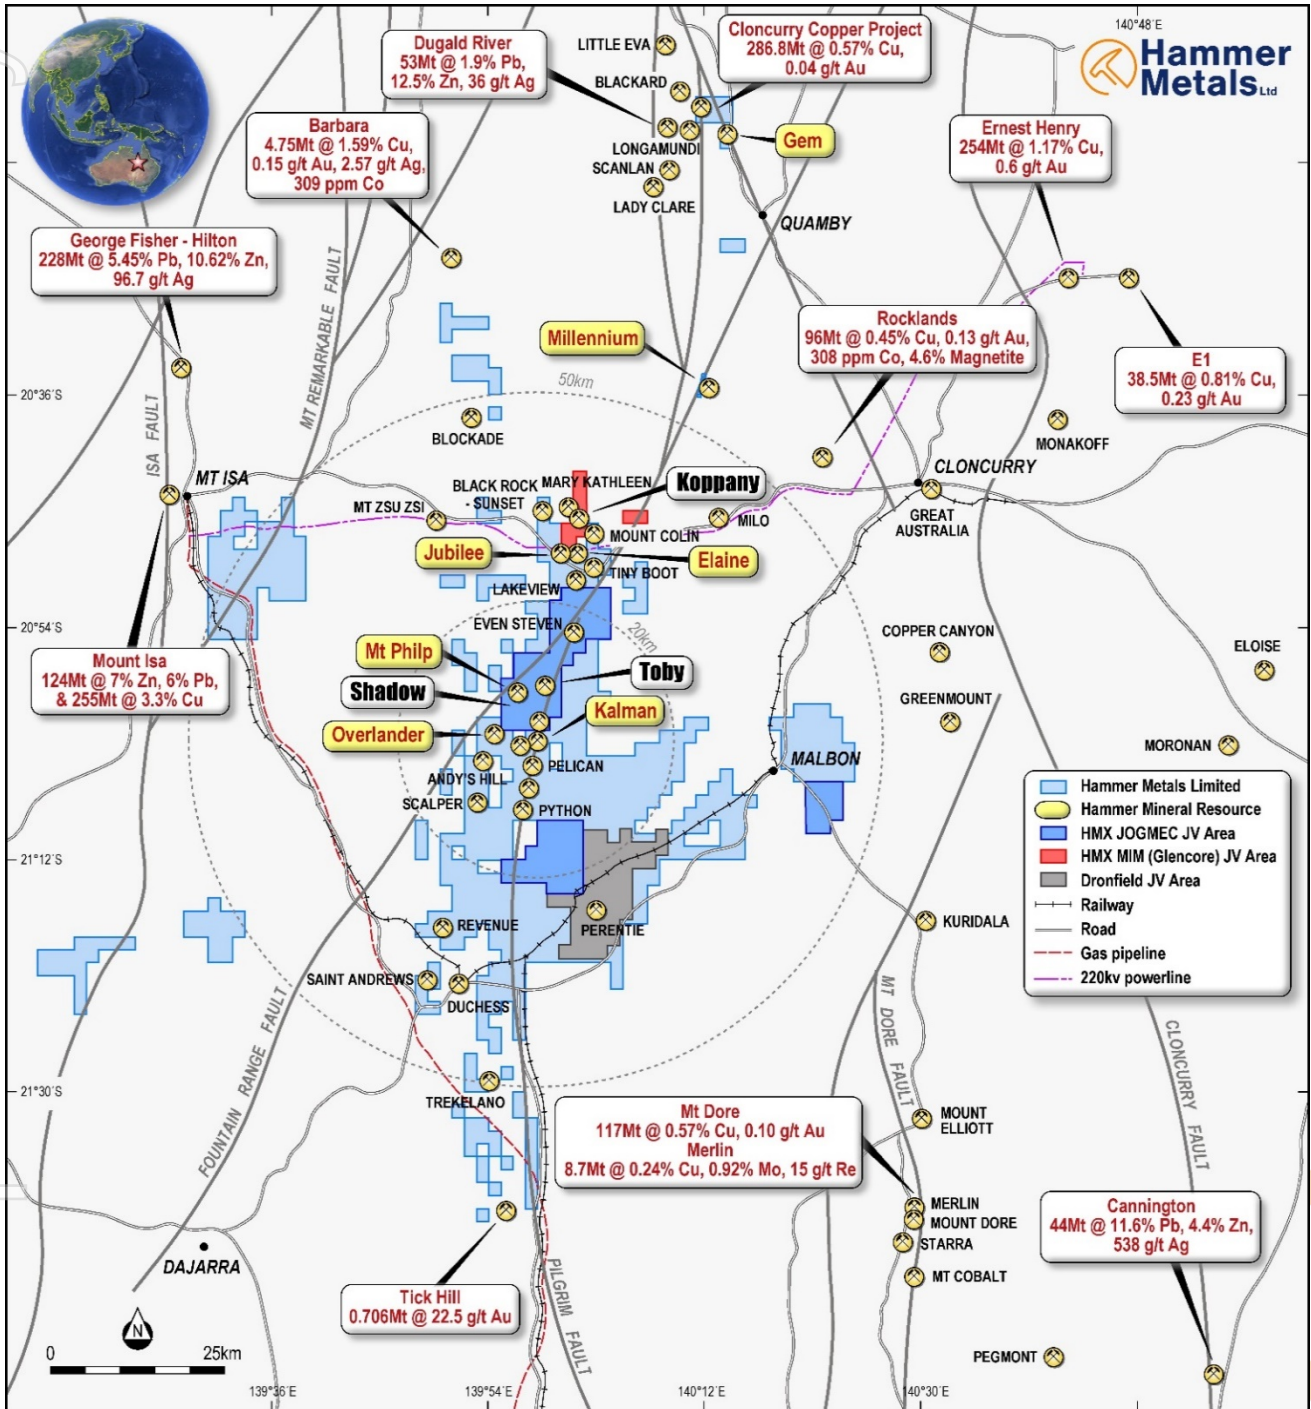 140°48´E
Hammer
Metals Ltd
LITTLE EVA
Dugald River
53Mt @ 1.9% Pb,
12.5% Zn, 36 g/t Ag
Cloncurry Copper Project
286.8Mt @ 0.57% Cu,
0.04 g/t Au
BLACKARD
Barbara
4.75Mt @ 1.59% Cu,
0.15 g/t Au, 2.57 g/t Ag,
309 ppm Co
LONGAMUNDI
Gem
Ernest Henry
254Mt @ 1.17% Cu,
0.6 g/t Au
SCANLAN
LADY CLARE
QUAMBY
George Fisher - Hilton
228Mt @ 5.45% Pb, 10.62% Zn,
96.7 g/t Ag
MT REMARKABLE FAULT
Rocklands
96Mt @ 0.45% Cu, 0.13 g/t Au,
308 ppm Co, 4.6% Magnetite
Millennium
E1
38.5Mt @ 0.81% Cu,
0.23 g/t Au
50km
20°36´S
ISA FAULT
BLOCKADE
MONAKOFF
MT ISA
CLONCURRY
BLACK ROCK
- SUNSET
MARY KATHLEEN
Koppany
MT ZSU ZSI
MILO
GREAT
AUSTRALIA
MOUNT COLIN
Jubilee
Elaine
TINY BOOT
LAKEVIEW
20°54´S
EVEN STEVEN
20km
COPPER CANYON
ELOISE
Mount Isa
124Mt @ 7% Zn, 6% Pb,
& 255Mt @ 3.3% Cu
Mt Philp
Toby
Shadow
GREENMOUNT
Kalman
Overlander
MORONAN
PELICAN
MALBON
ANDY'S HILL
SCALPER
PYTHON
Hammer Metals Limited
Hammer Mineral Resource
HMX JOGMEC JV Area
HMX MIM (Glencore) JV Area
Dronfield JV Area
Railway
Road
Gas pipeline
220kv powerline
21°12´S
REVENUE
PERENTIE
KURIDALA
SAINT ANDREWS
DUCHESS
MT DORE FAULT
CLONCURRY FAULT
FOUNTAIN RANGE FAULT
21°30´S
TREKELANO
Mt Dore
117Mt @ 0.57% Cu, 0.10 g/t Au
Merlin
8.7Mt @ 0.24% Cu, 0.92% Mo, 15 g/t Re
MOUNT
ELLIOTT
MERLIN
MOUNT DORE
STARRA
Cannington
44Mt @ 11.6% Pb, 4.4% Zn,
538 g/t Ag
DAJARRA
MT COBALT
Tick Hill
0.706Mt @ 22.5 g/t Au
PILGRIM FAULT
N
0 25km
PEGMONT
139°36´E
139°54´E
140°12´E
140°30´E